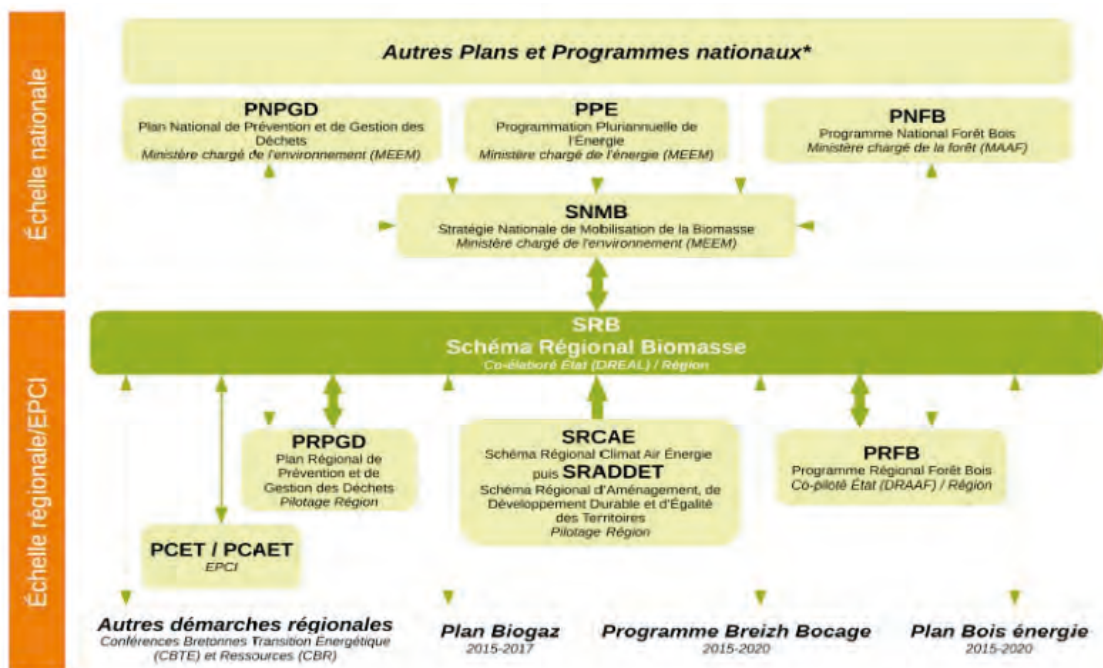 Échelle nationale
Autres Plans et Programmes nationaux*
PNPGD
Plan National de Prévention et de Gestion des
Déchets
Ministère chargé de l'environnement (MEEM)
PPE
Programmation Pluriannuelle de
l'Énergie
Ministère chargé de l'énergie (MEEM)
PNFB
Programme National Forêt Bois
Ministère chargé de la forêt (MAAF)
SNMB
Stratégie Nationale de Mobilisation de la Biomasse
Ministère chargé de l'environnement (MEEM)
Échelle régionale/EPCI
SRB
Schéma Régional Biomasse
Co-élaboré État (DREAL) / Région
PRPGD
Plan Régional de
Prévention et de
Gestion des Déchets
Pilotage Région
SRCAE
Schéma Régional Climat Air Énergie
puis SRADDET
Schéma Régional d'Aménagement, de
Développement Durable et d'Égalité
des Territoires
Pilotage Région
PRFB
Programme Régional Forêt Bois
Co-piloté État (DRAAF) / Région
PCET / PCAET
EPCI
Autres démarches régionales
Conférences Bretonnes Transition Énergétique
(CBTE) et Ressources (CBR)
Plan Biogaz
2015-2017
Programme Breizh Bocage
2015-2020
Plan Bois énergie
2015-2020